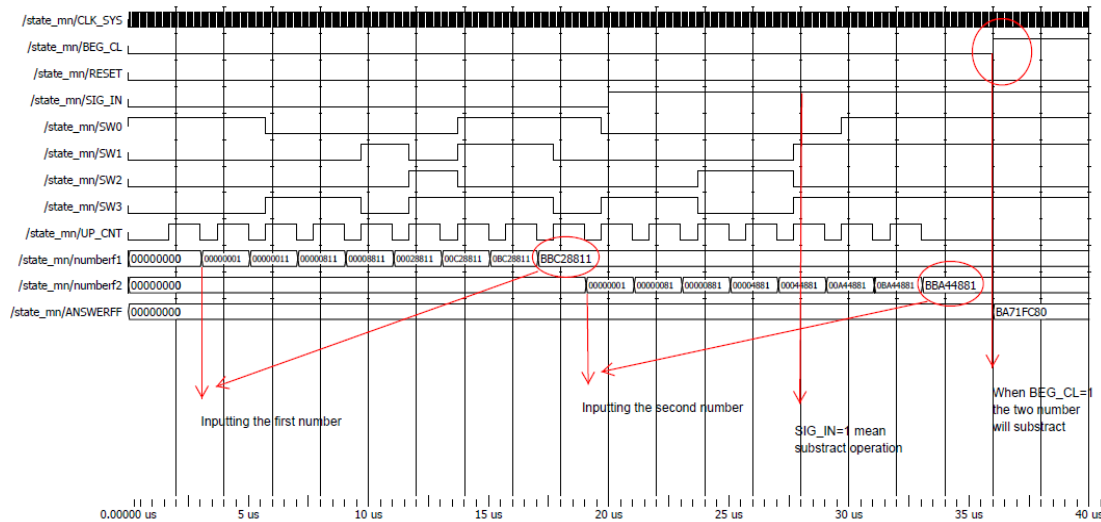 /state_mn/CLK_SYS
/state_mn/BEG_CL
/state_mn/RESET
/state_mn/SIG_IN
/state_mn/SW0
/state_mn/SW1
/state_mn/SW2
/state_mn/SW3
/state_mn/UP_CNT
/state_mn/numberf1 00000000 00000001 00000011 00000811 00008811 00028811 00C28811 0BC28811 BBC28811
/state_mn/numberf2 00000000 00000001 00000081 00000881 00004881 00044881 00A44881 0BA44881 BBA44881
/state_mn/ANSWERFF 00000000 BA71FC80
Inputting the first number
Inputting the second number
SIG_IN=1 mean
substract operation
When BEG_CL=1
the two number
will substract
0.00000 us 5 us 10 us 15 us 20 us 25 us 30 us 35 us 40 us